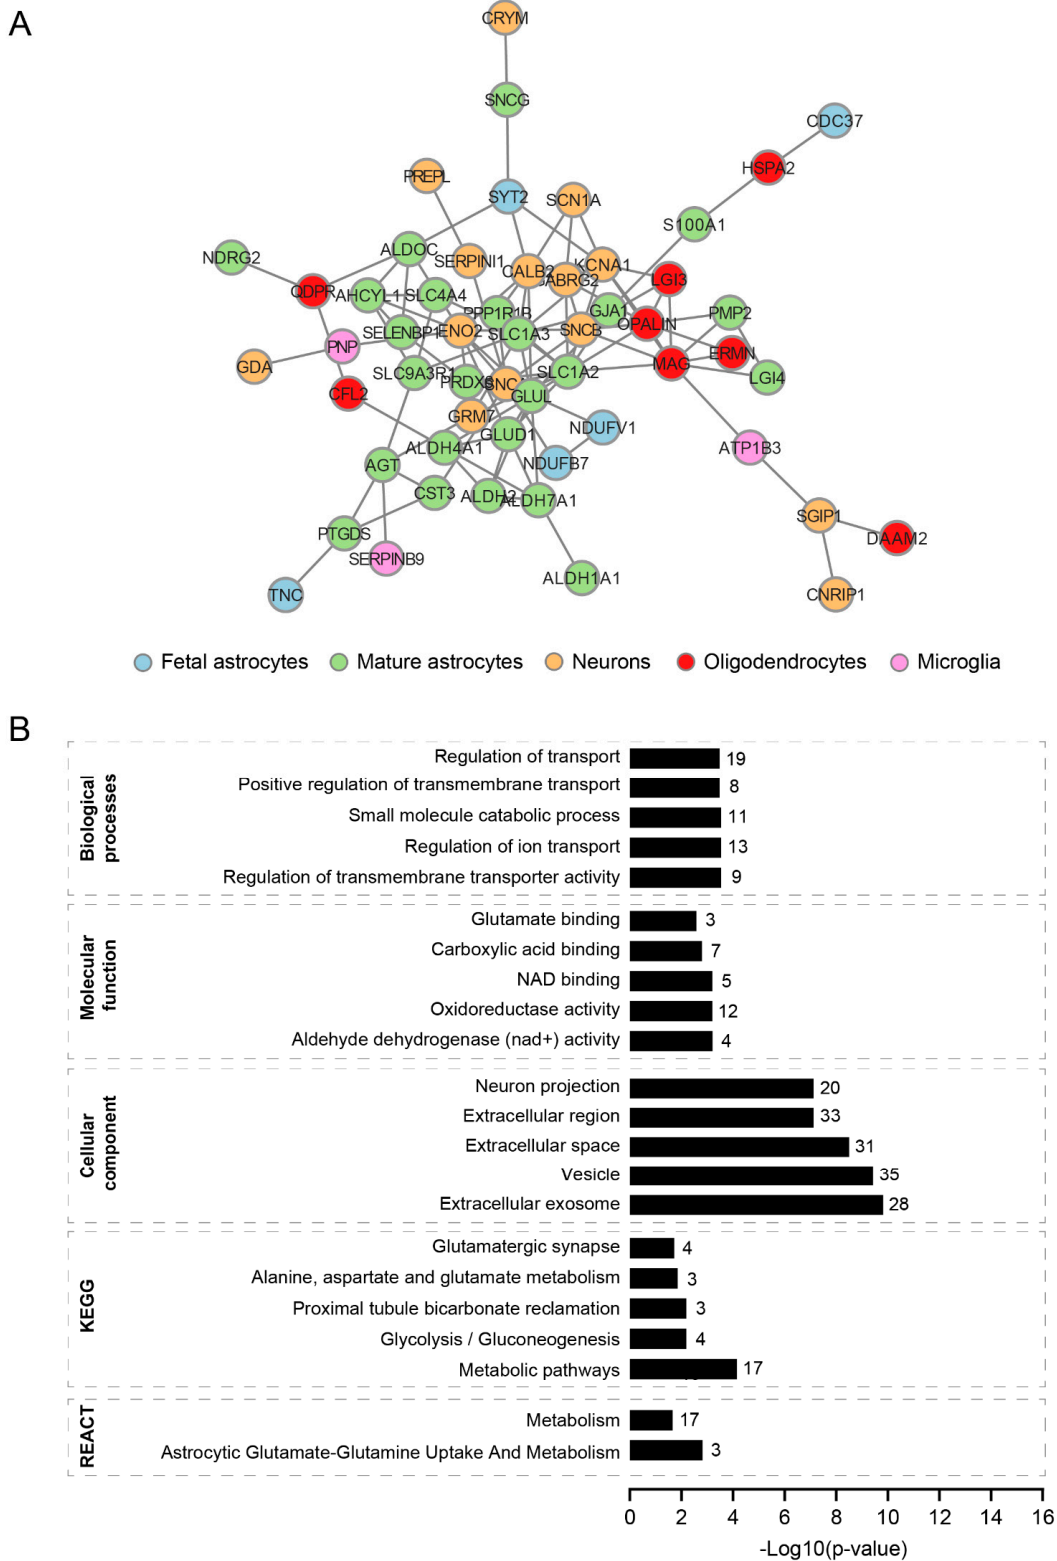 A
CRYM
SNCG
CDC37
HSPA2
PREPL
SYT2
SCN1A
S100A1
NDRG2
ALDOC
SERPINI1
CALB2
GABRG2
KCNA1
LGI3
QDPR
AHCYL1
SLC4A4
PPP1R1B
GJA1
OPALIN
PMP2
SELENBP1
ENO2
SLC1A3
SNCB
PNP
ERMN
GDA
SLC9A3R1
SLC1A2
MAG
LGI4
CFL2
GLUL
GRM7
NDUFV1
GLUD1
ALDH4A1
ATP1B3
AGT
NDUFB7
CST3
ALDH2
ALDH7A1
SGIP1
PTGDS
DAAM2
SERPINB9
ALDH1A1
TNC
CNRIP1
Fetal astrocytes Mature astrocytes Neurons Oligodendrocytes Microglia
B
Biological
processes
Regulation of transport 19
Positive regulation of transmembrane transport 8
Small molecule catabolic process 11
Regulation of ion transport 13
Regulation of transmembrane transporter activity 9
Molecular
function
Glutamate binding 3
Carboxylic acid binding 7
NAD binding 5
Oxidoreductase activity 12
Aldehyde dehydrogenase (nad+) activity 4
Cellular
component
Neuron projection 20
Extracellular region 33
Extracellular space 31
Vesicle 35
Extracellular exosome 28
KEGG
Glutamatergic synapse 4
Alanine, aspartate and glutamate metabolism 3
Proximal tubule bicarbonate reclamation 3
Glycolysis / Gluconeogenesis 4
Metabolic pathways 17
REACT
Metabolism 17
Astrocytic Glutamate-Glutamine Uptake And Metabolism 3
0 2 4 6 8 10 12 14 16
-Log10(p-value)